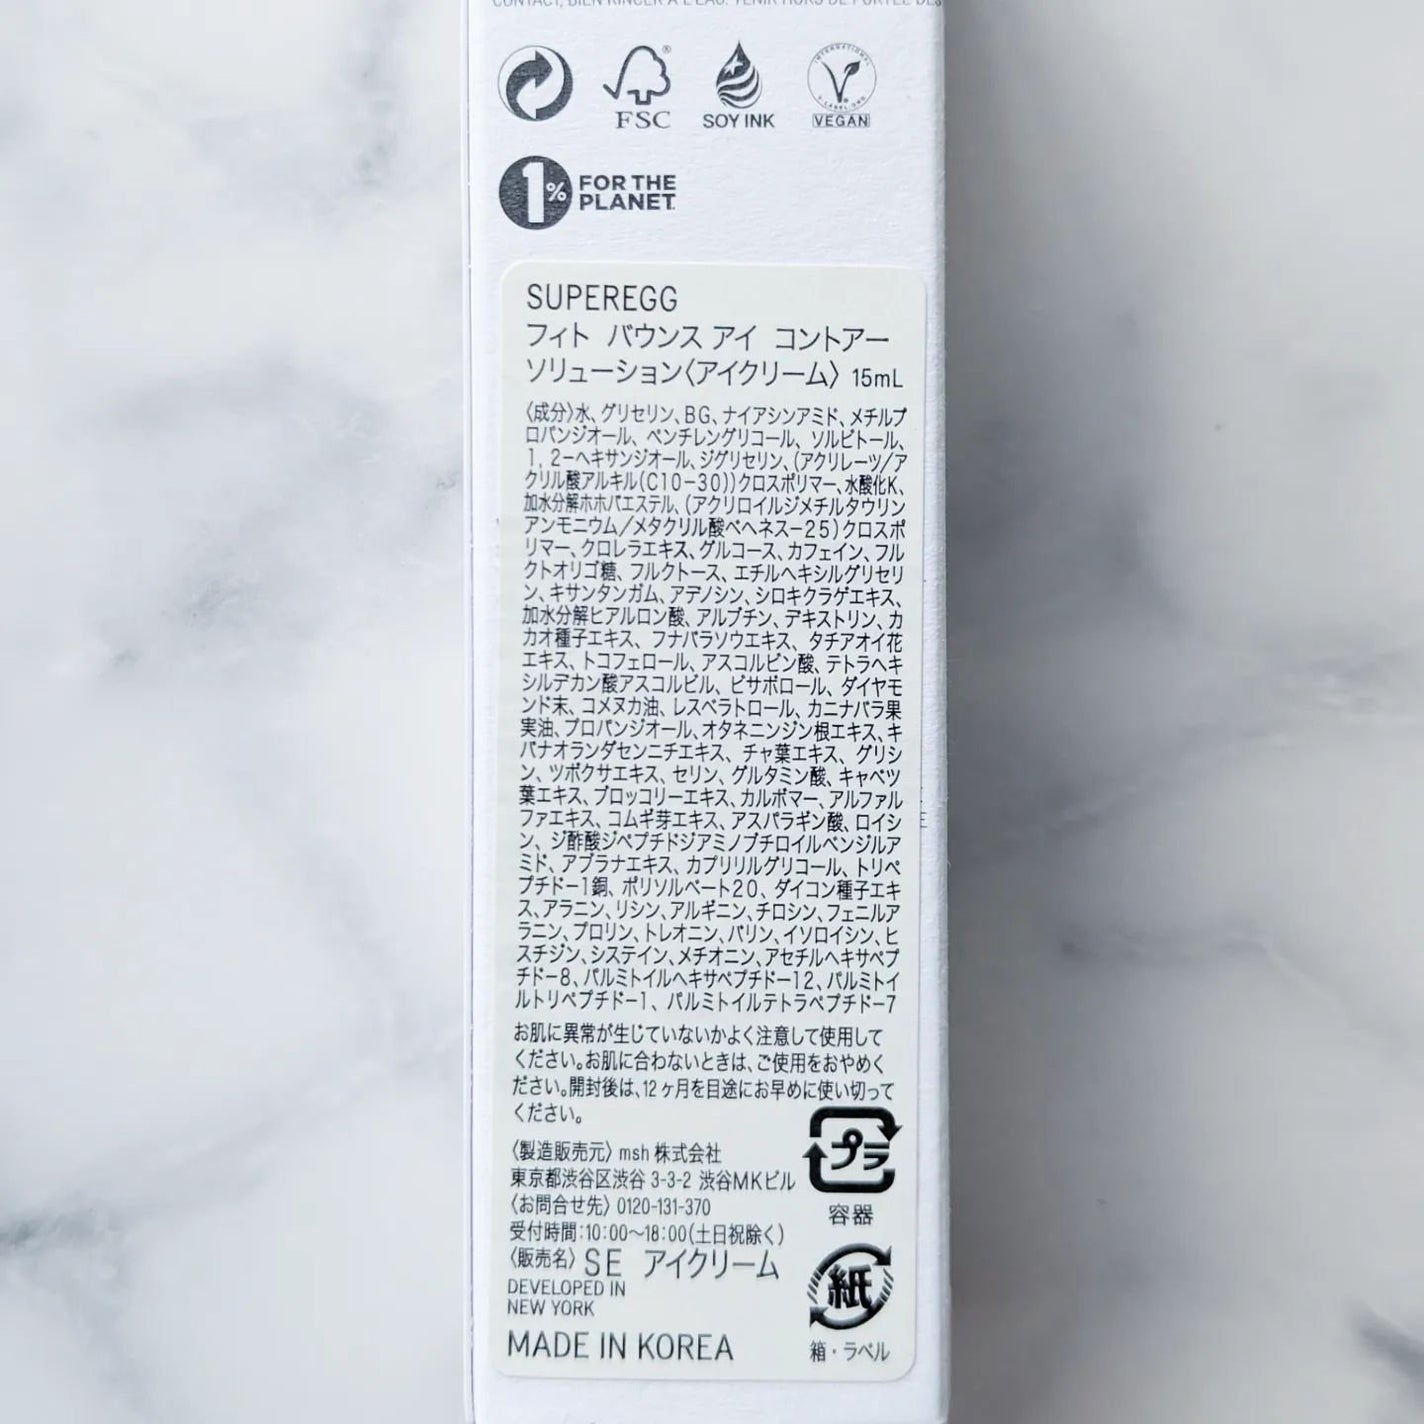 CONTACT, BIEN RINCER À L'EAU. TENIR HORS DE PORTÉE DES
FSC
SOY INK
INTERNATIONAL
V-LABEL.ORG
VEGAN
1% FOR THE
PLANET
SUPEREGG
フィト バウンス アイ コントアー
ソリューション〈アイクリーム〉 15mL
〈成分〉水、グリセリン、BG、ナイアシンアミド、メチルプ
ロパンジオール、ペンチレングリコール、ソルビトール、
1,2-ヘキサンジオール、ジグリセリン、(アクリレーツ/ア
クリル酸アルキル(C10-30))クロスポリマー、水酸化K、
加水分解ホホバエステル、(アクリロイルジメチルタウリン
アンモニウム/メタクリル酸ベヘネス-25)クロスポ
リマー、クロレラエキス、グルコース、カフェイン、フル
クトオリゴ糖、フルクトース、エチルヘキシルグリセリ
ン、キサンタンガム、アデノシン、シロキクラゲエキス、
加水分解ヒアルロン酸、アルブチン、デキストリン、カ
カオ種子エキス、フナバラソウエキス、タチアオイ花
エキス、トコフェロール、アスコルビン酸、テトラヘキ
シルデカン酸アスコルビル、ビサボロール、ダイヤモ
ンド末、コメヌカ油、レスベラトロール、カニナバラ果
実油、プロパンジオール、オタネニンジン根エキス、キ
バナオランダセンニチエキス、チャ葉エキス、グリシ
ン、ツボクサエキス、セリン、グルタミン酸、キャベツ
葉エキス、ブロッコリーエキス、カルボマー、アルファル
ファエキス、コムギ芽エキス、アスパラギン酸、ロイシ
ン、ジ酢酸ジペプチドジアミノブチロイルベンジルア
ミド、アブラナエキス、カプリリルグリコール、トリペ
プチド-1銅、ポリソルベート20、ダイコン種子エキ
ス、アラニン、リシン、アルギニン、チロシン、フェニルア
ラニン、プロリン、トレオニン、バリン、イソロイシン、ヒ
スチジン、システイン、メチオニン、アセチルヘキサペプ
チド-8、パルミトイルヘキサペプチド-12、パルミトイ
ルトリペプチド-1、パルミトイルテトラペプチド-7
お肌に異常が生じていないかよく注意して使用して
ください。お肌に合わないときは、ご使用をおやめく
ださい。開封後は、12ヶ月を目途にお早めに使い切って
ください。
〈製造販売元〉 msh 株式会社
東京都渋谷区渋谷 3-3-2 渋谷MKビル
〈お問合せ先〉 0120-131-370
受付時間:10:00～18:00(土日祝除く)
〈販売名〉 SE アイクリーム
DEVELOPED IN
NEW YORK
MADE IN KOREA
プラ
容器
紙
箱・ラベル